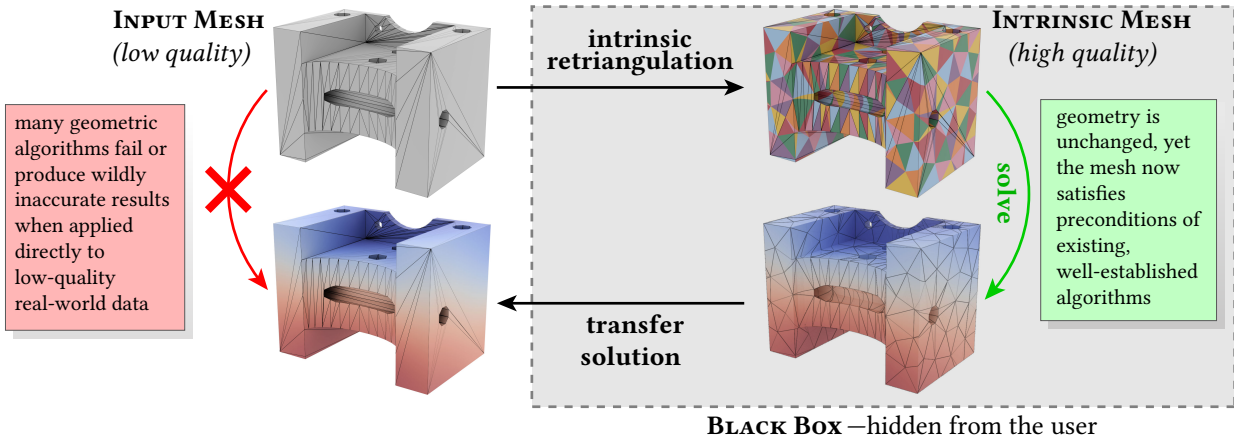 INPUT MESH
(low quality)
many geometric
algorithms fail or
produce wildly
inaccurate results
when applied
directly to
low-quality
real-world data
intrinsic
retriangulation
transfer
solution
INTRINSIC MESH
(high quality)
solve
geometry is
unchanged, yet
the mesh now
satisfies
preconditions of
existing,
well-established
algorithms
BLACK BOX —hidden from the user